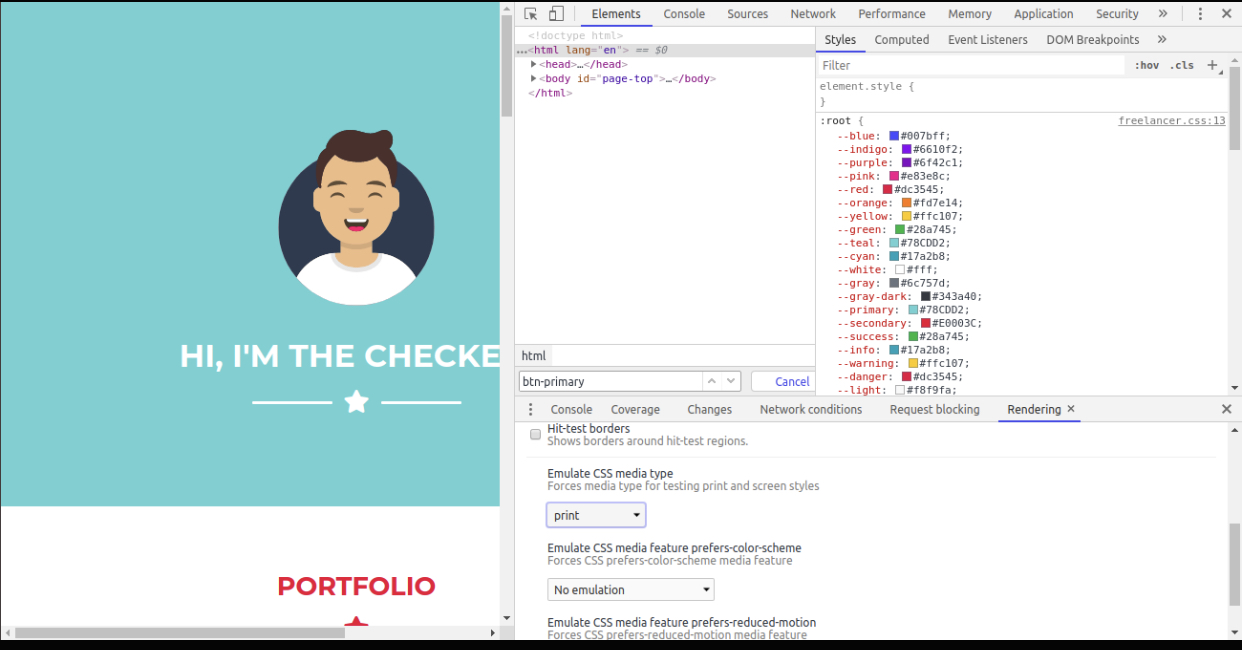 HI, I'M THE CHECKE
PORTFOLIO
Elements Console Sources Network Performance Memory Application Security »
<!doctype html>
...<html lang="en"> == $0
<head>…</head>
<body id="page-top">…</body>
</html>
html
btn-primary Cancel
Styles Computed Event Listeners DOM Breakpoints »
Filter :hov .cls +
element.style {
}
:root { freelancer.css:13
--blue: #007bff;
--indigo: #6610f2;
--purple: #6f42c1;
--pink: #e83e8c;
--red: #dc3545;
--orange: #fd7e14;
--yellow: #ffc107;
--green: #28a745;
--teal: #78CDD2;
--cyan: #17a2b8;
--white: #fff;
--gray: #6c757d;
--gray-dark: #343a40;
--primary: #78CDD2;
--secondary: #E0003C;
--success: #28a745;
--info: #17a2b8;
--warning: #ffc107;
--danger: #dc3545;
--light: #f8f9fa;
Console Coverage Changes Network conditions Request blocking Rendering ×
Hit-test borders
Shows borders around hit-test regions.
Emulate CSS media type
Forces media type for testing print and screen styles
print
Emulate CSS media feature prefers-color-scheme
Forces CSS prefers-color-scheme media feature
No emulation
Emulate CSS media feature prefers-reduced-motion
Forces CSS prefers-reduced-motion media feature